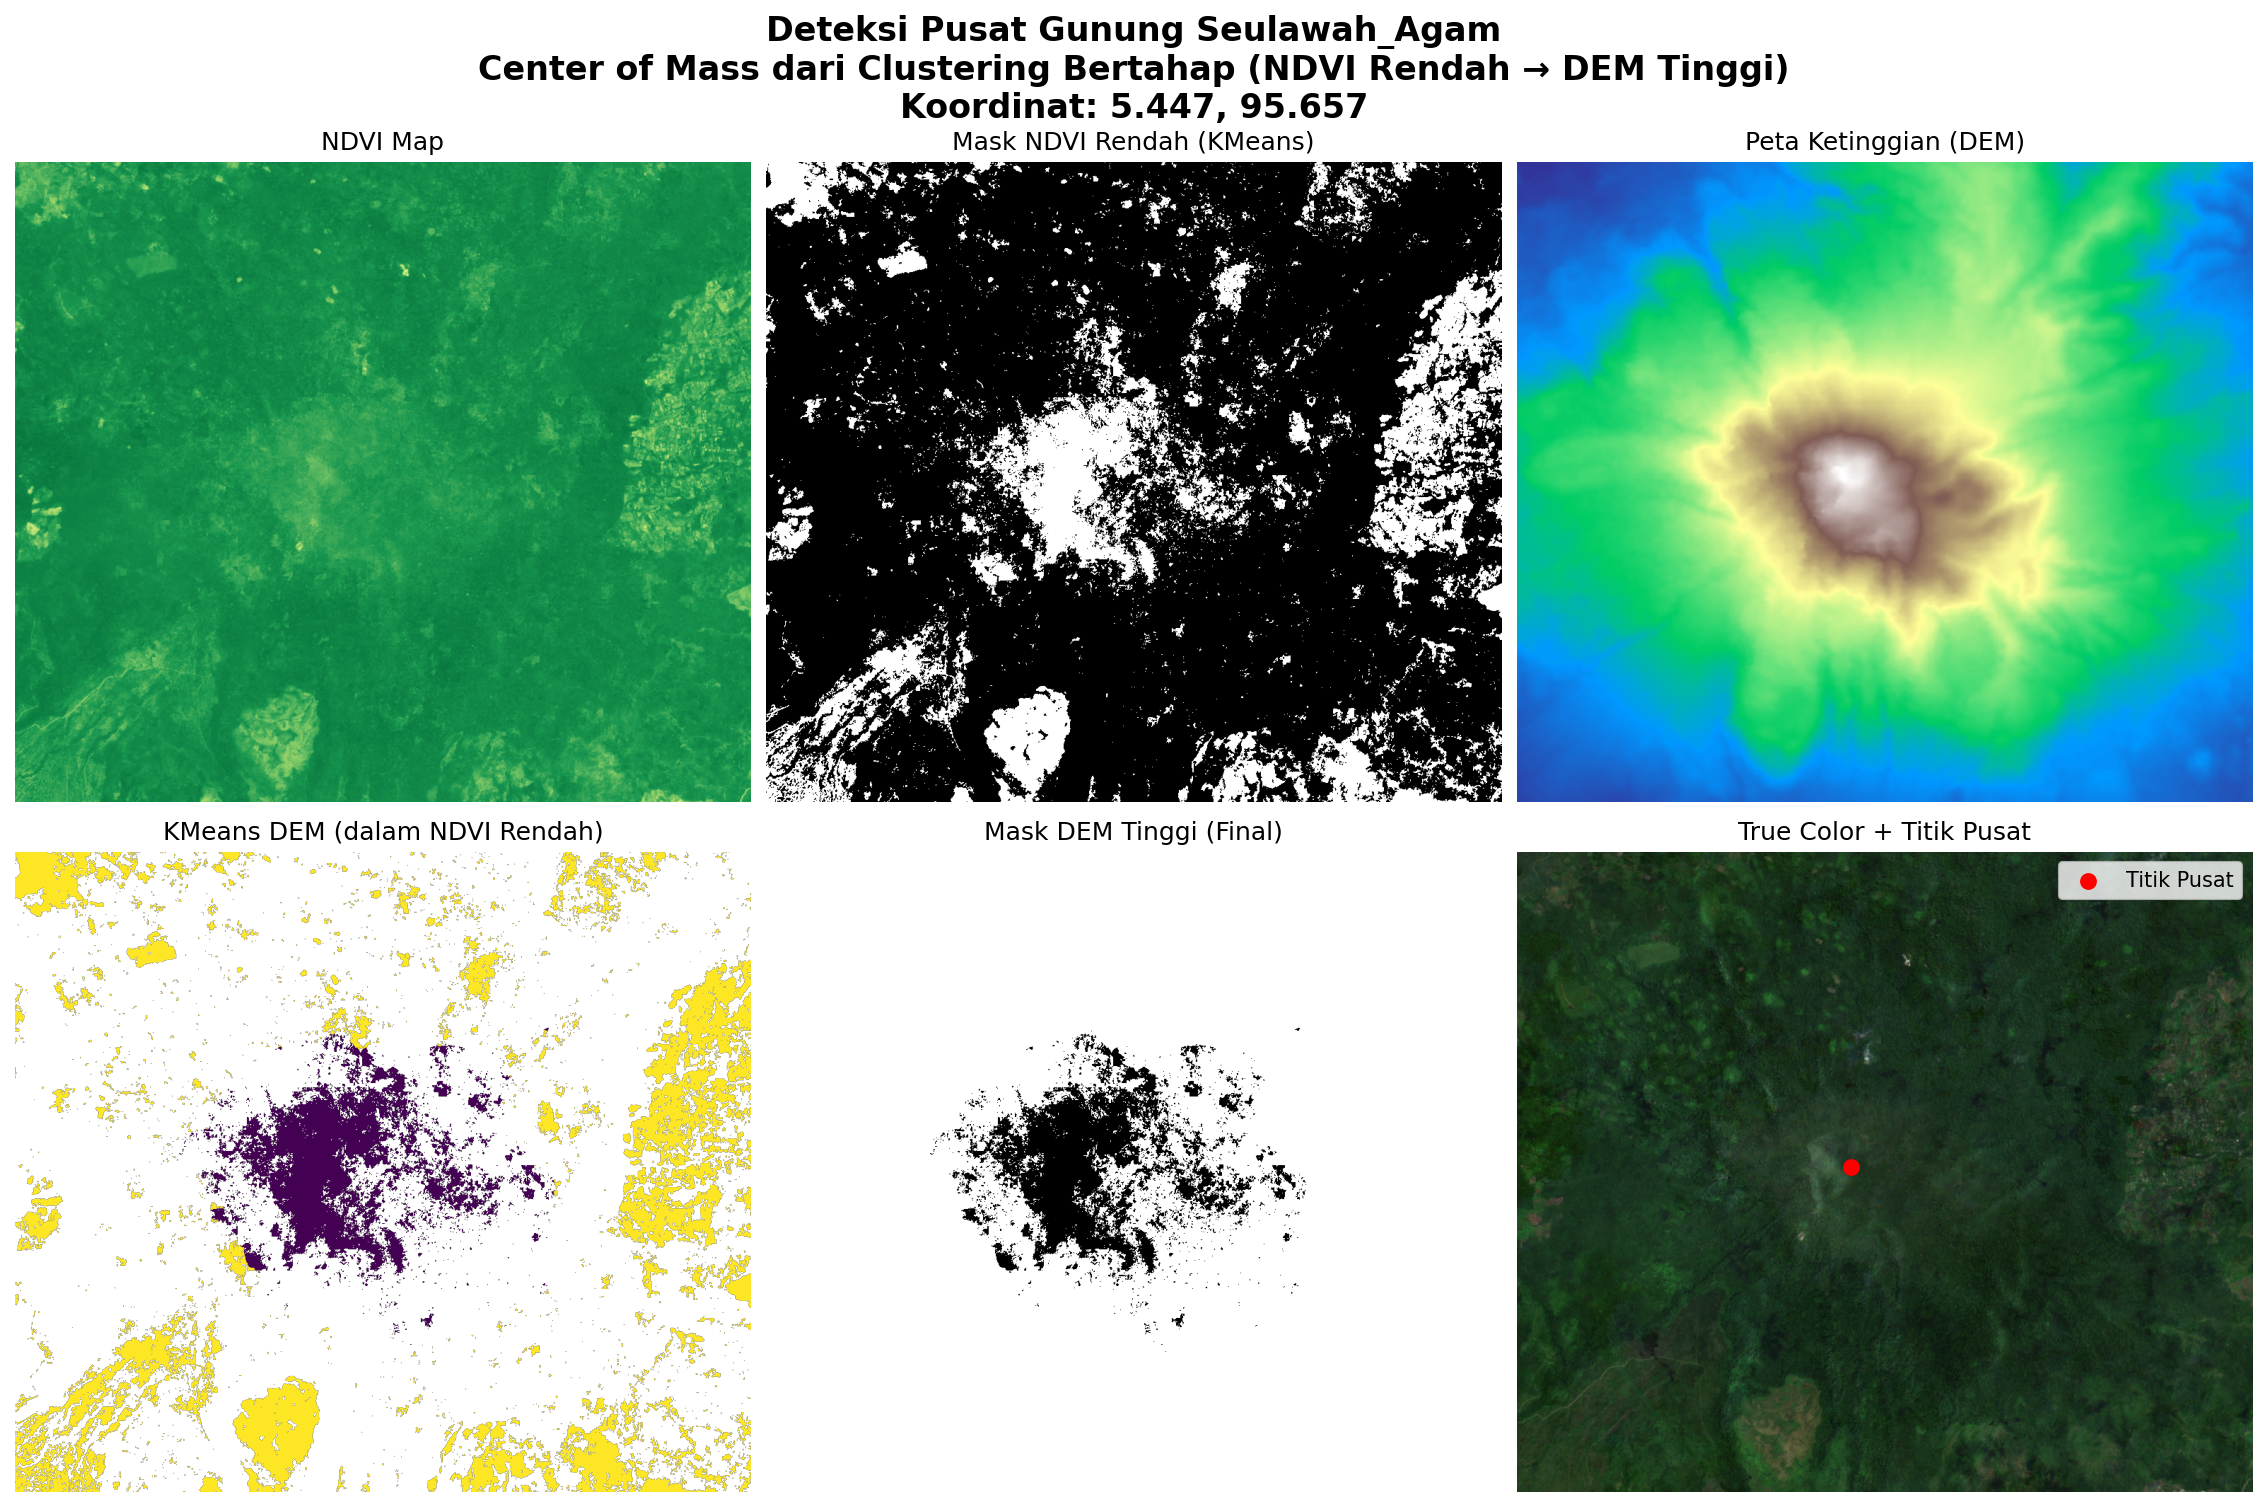 Deteksi Pusat Gunung Seulawah_Agam
Center of Mass dari Clustering Bertahap (NDVI Rendah → DEM Tinggi)
Koordinat: 5.447, 95.657
NDVI Map
Mask NDVI Rendah (KMeans)
Peta Ketinggian (DEM)
KMeans DEM (dalam NDVI Rendah)
Mask DEM Tinggi (Final)
True Color + Titik Pusat
Titik Pusat